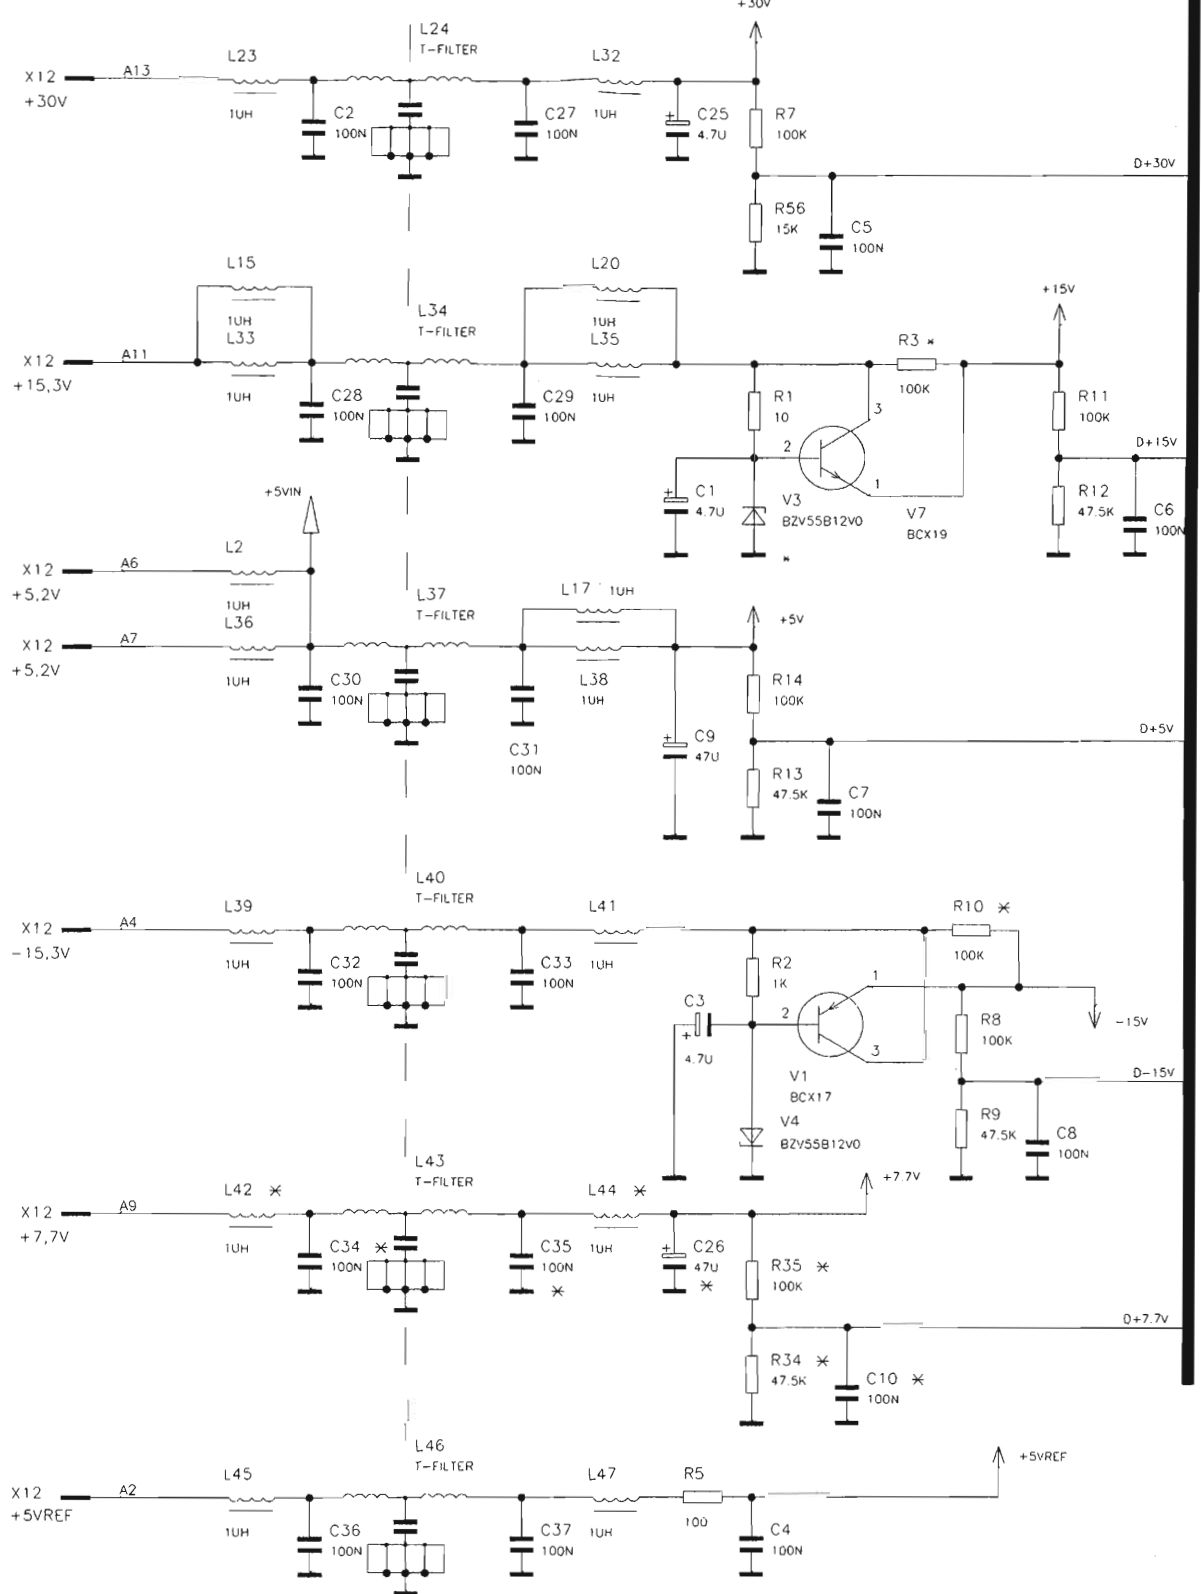 +30V
L24
T-FILTER
L23
L32
X12
A13
+30V
1UH
C2
100N
C27
100N
1UH
C25
4.7U
R7
100K
D+30V
R56
15K
C5
100N
L15
L20
+15V
1UH
L34
T-FILTER
1UH
L33
L35
R3 *
X12
A11
+15,3V
100K
1UH
C28
100N
C29
100N
1UH
R1
10
3
R11
100K
2
D+15V
+5VIN
C1
4.7U
V3
BZV55B12V0
*
1
V7
BCX19
R12
47.5K
C6
100N
L2
X12
A6
+5,2V
1UH
L37
T-FILTER
L17 1UH
L36
+5V
X12
A7
+5,2V
1UH
C30
100N
L38
1UH
R14
100K
D+5V
C31
100N
C9
47U
R13
47.5K
C7
100N
L40
T-FILTER
L39
L41
R10 *
X12
A4
-15,3V
100K
1UH
C32
100N
C33
100N
1UH
R2
1K
1
C3
4.7U
2
R8
100K
-15V
3
D-15V
V1
BCX17
V4
BZV55B12V0
R9
47.5K
C8
100N
L43
T-FILTER
L42 *
L44 *
+7.7V
X12
A9
+7,7V
1UH
C34 *
100N
C35
100N
*
1UH
C26
47U
*
R35 *
100K
D+7.7V
R34 *
47.5K
C10 *
100N
L46
T-FILTER
+5VREF
L45
L47
R5
X12
A2
+5VREF
1UH
C36
100N
C37
100N
1UH
100
C4
100N